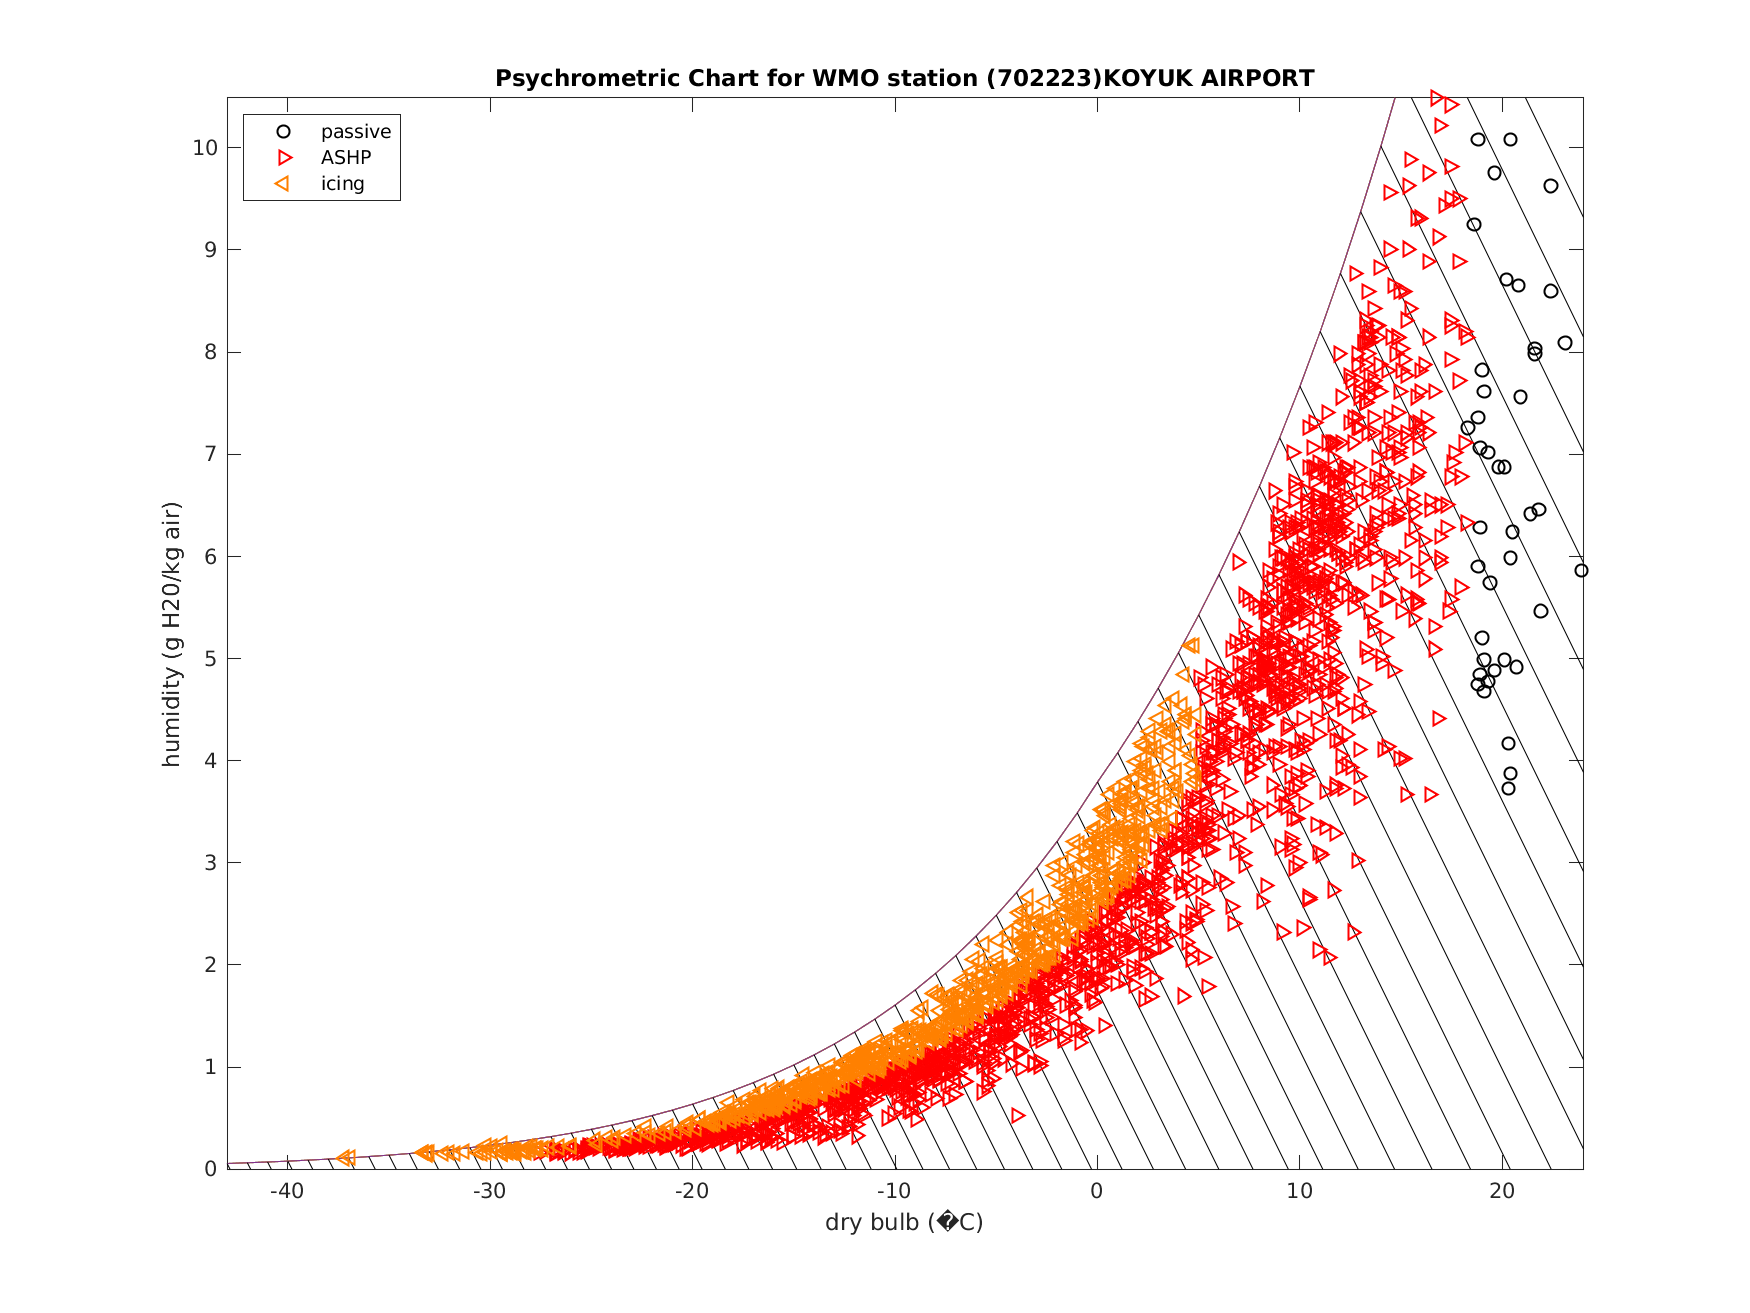 Psychrometric Chart for WMO station (702223)KOYUK AIRPORT
passive
ASHP
icing
10
9
8
7
6
5
4
3
2
1
0
humidity (g H20/kg air)
-40 -30 -20 -10 0 10 20
dry bulb (�C)